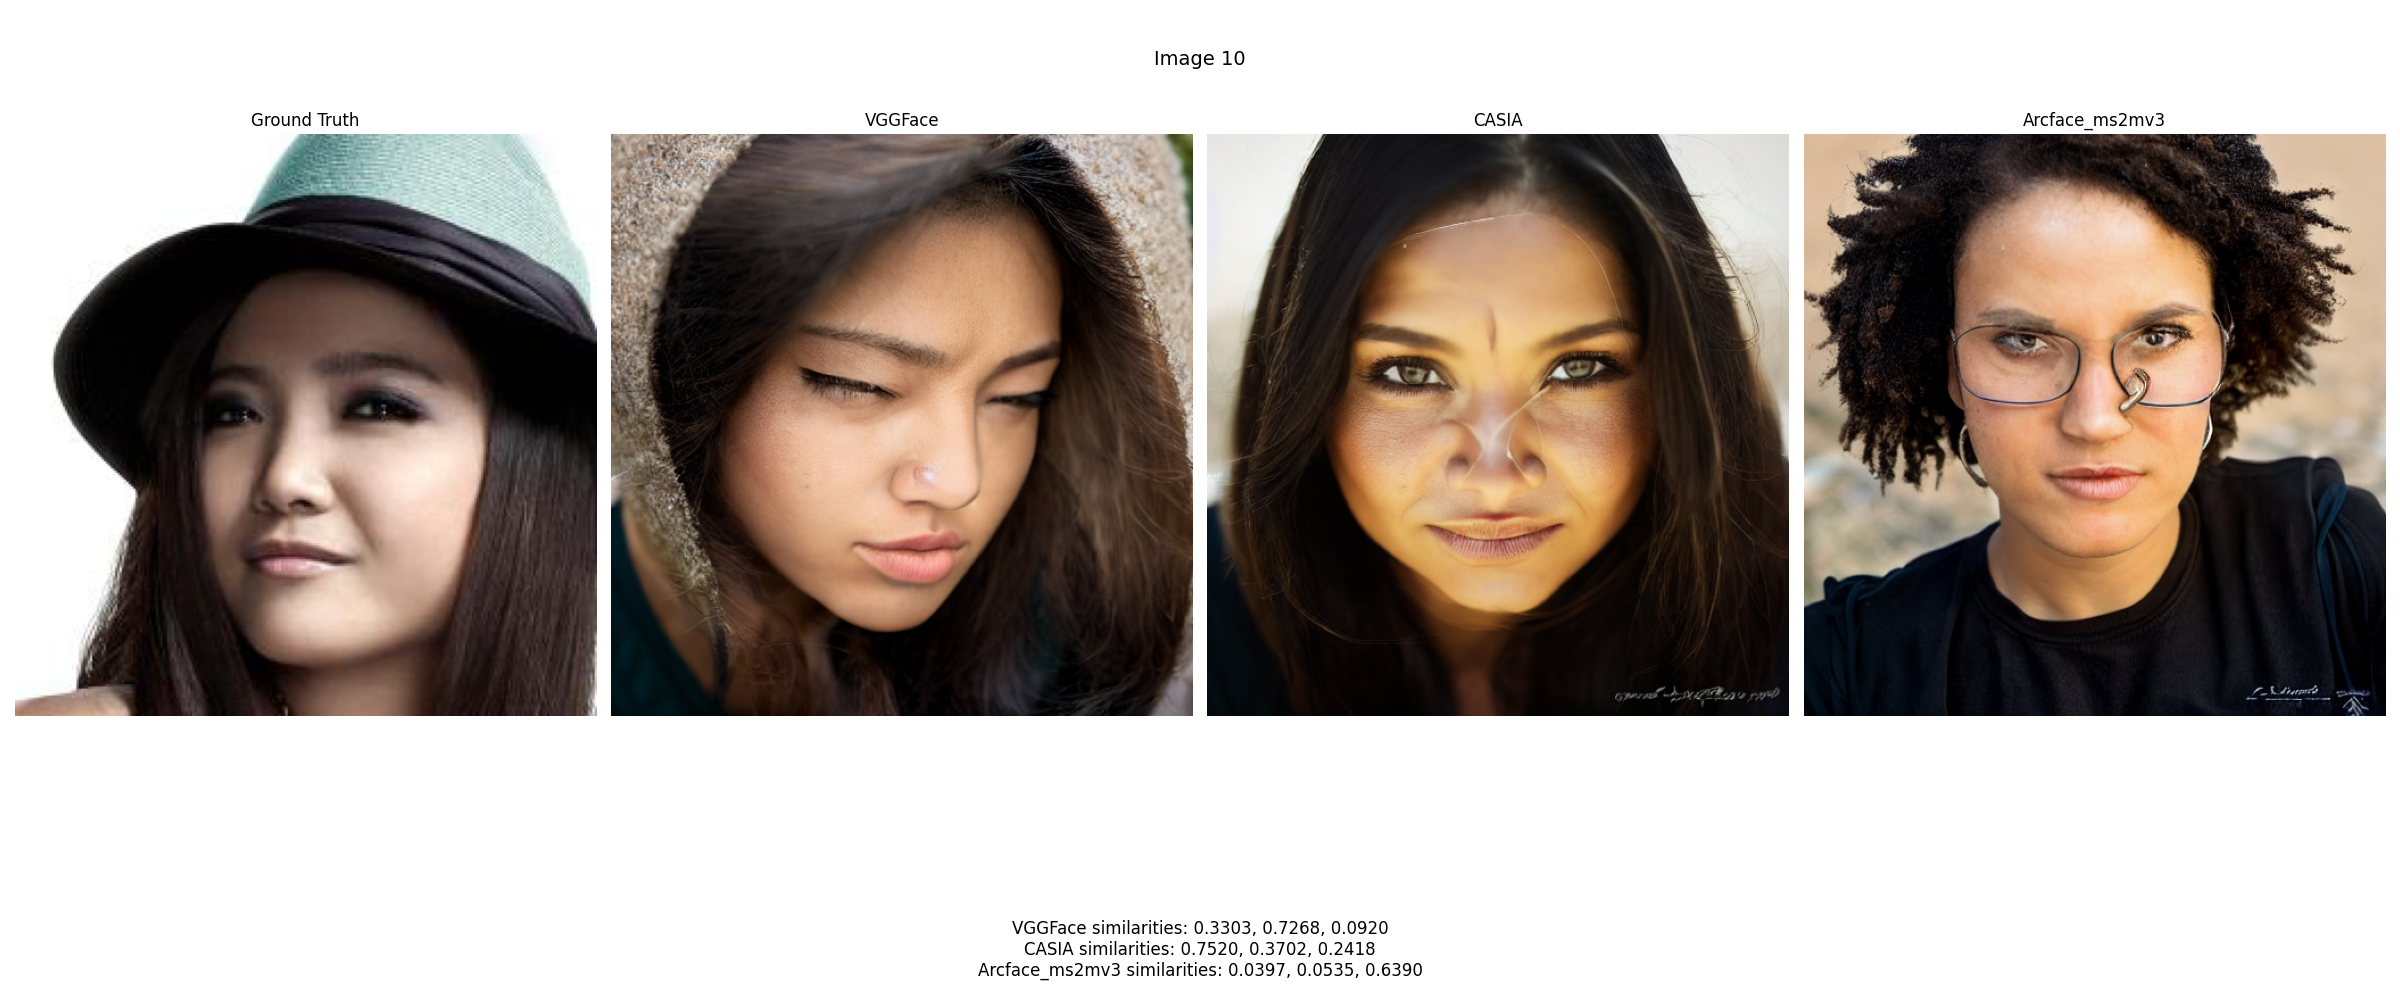 Image 10
Ground Truth
VGGFace
CASIA
Arcface_ms2mv3
VGGFace similarities: 0.3303, 0.7268, 0.0920
CASIA similarities: 0.7520, 0.3702, 0.2418
Arcface_ms2mv3 similarities: 0.0397, 0.0535, 0.6390